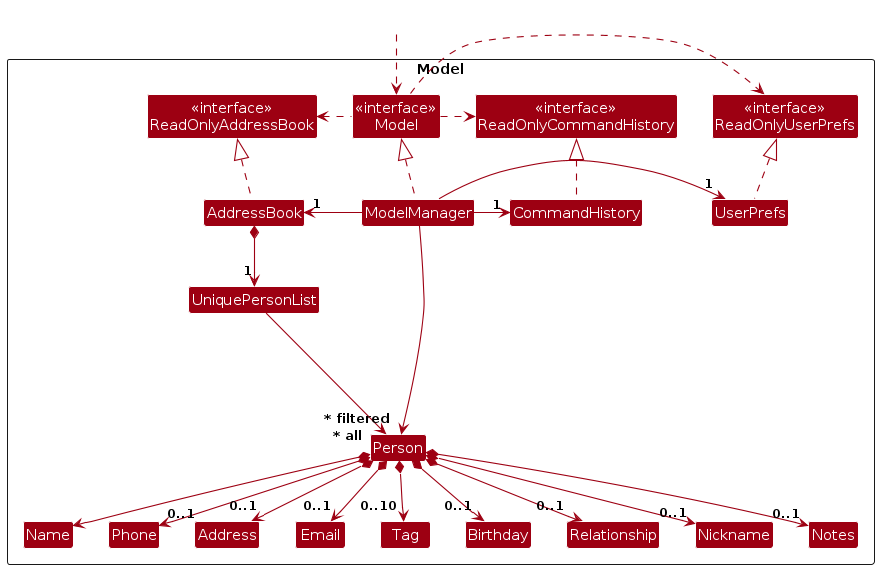 Model
«interface»
ReadOnlyAddressBook
«interface»
Model
«interface»
ReadOnlyCommandHistory
«interface»
ReadOnlyUserPrefs
1
AddressBook
1
ModelManager
1
CommandHistory
1
UserPrefs
1
UniquePersonList
* filtered
* all
Person
0..1
0..1
0..1
0..10
0..1
0..1
0..1
0..1
Name
Phone
Address
Email
Tag
Birthday
Relationship
Nickname
Notes